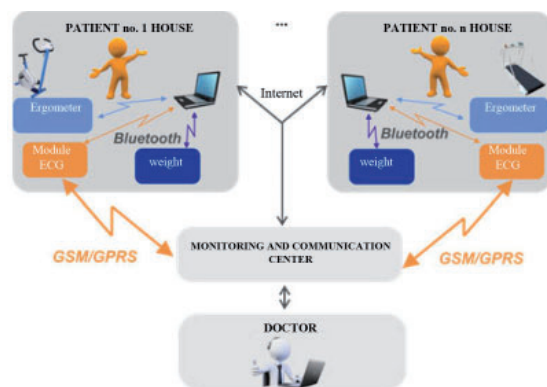 PATIENT no. 1 HOUSE
Ergometer
Bluetooth
Module
ECG
weight
...
Internet
PATIENT no. n HOUSE
Ergometer
Bluetooth
weight
Module
ECG
GSM/GPRS
MONITORING AND COMMUNICATION
CENTER
GSM/GPRS
DOCTOR